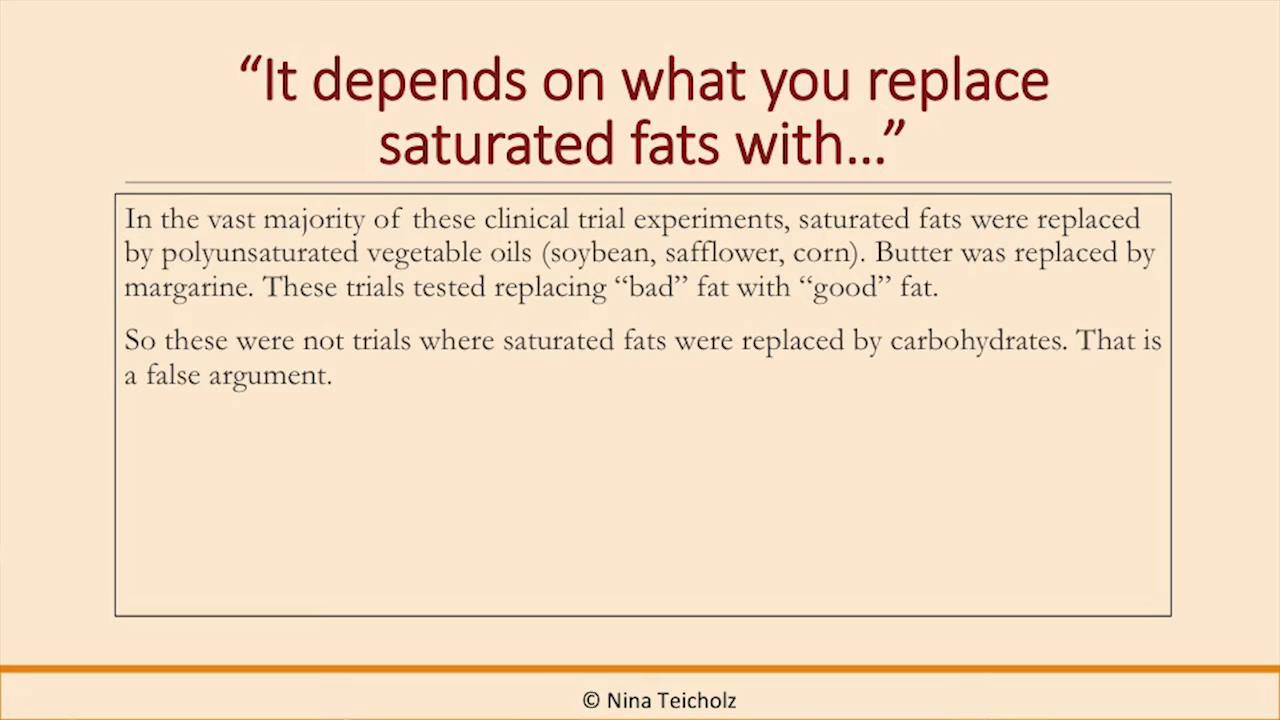 “It depends on what you replace
saturated fats with…”
In the vast majority of these clinical trial experiments, saturated fats were replaced
by polyunsaturated vegetable oils (soybean, safflower, corn). Butter was replaced by
margarine. These trials tested replacing “bad” fat with “good” fat.
So these were not trials where saturated fats were replaced by carbohydrates. That is
a false argument.
© Nina Teicholz